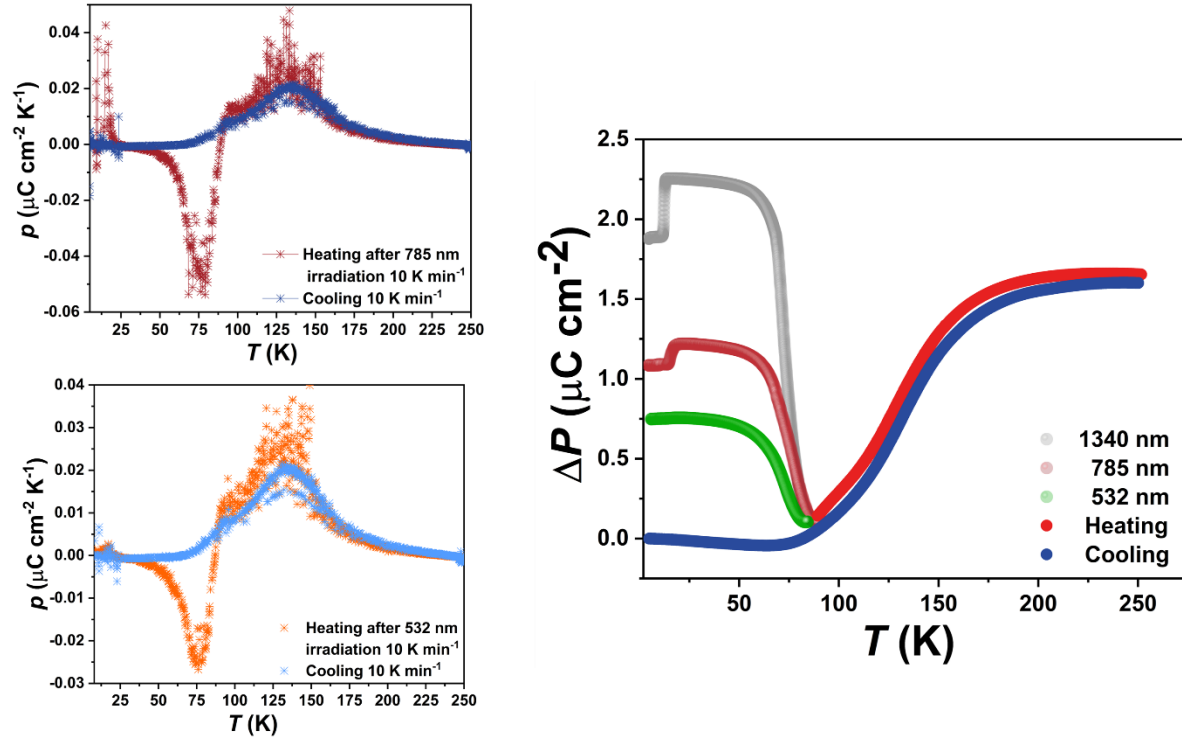 0.04
0.02
0.00
-0.02
-0.04
-0.06
p (μC cm⁻² K⁻¹)
Heating after 785 nm
irradiation 10 K min⁻¹
Cooling 10 K min⁻¹
25 50 75 100 125 150 175 200 225 250
T (K)
0.04
0.03
0.02
0.01
0.00
-0.01
-0.02
-0.03
p (μC cm⁻² K⁻¹)
Heating after 532 nm
irradiation 10 K min⁻¹
Cooling 10 K min⁻¹
25 50 75 100 125 150 175 200 225 250
T (K)
2.5
2.0
1.5
1.0
0.5
0.0
ΔP (μC cm⁻²)
1340 nm
785 nm
532 nm
Heating
Cooling
50 100 150 200 250
T (K)